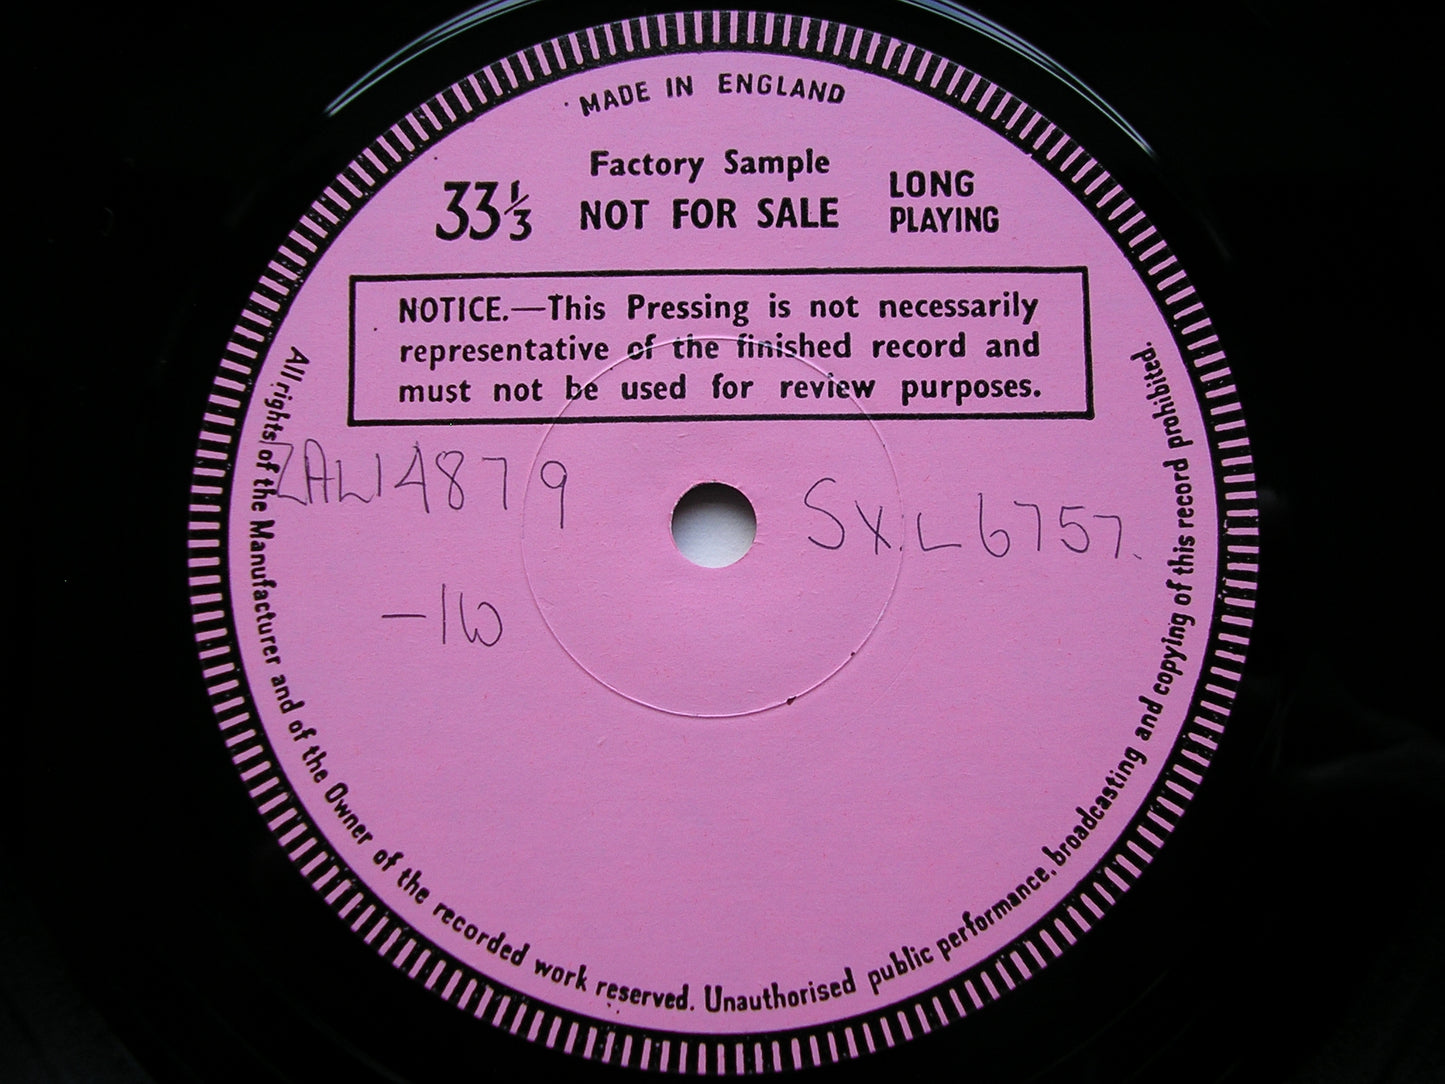 MADE IN ENGLAND
Factory Sample
33⅓ NOT FOR SALE LONG PLAYING
NOTICE.—This Pressing is not necessarily
representative of the finished record and
must not be used for review purposes.
ZAL14879
-1W
SXL 6757.
All rights of the Manufacturer and of the Owner of the recorded work reserved. Unauthorised public performance, broadcasting and copying of this record prohibited.